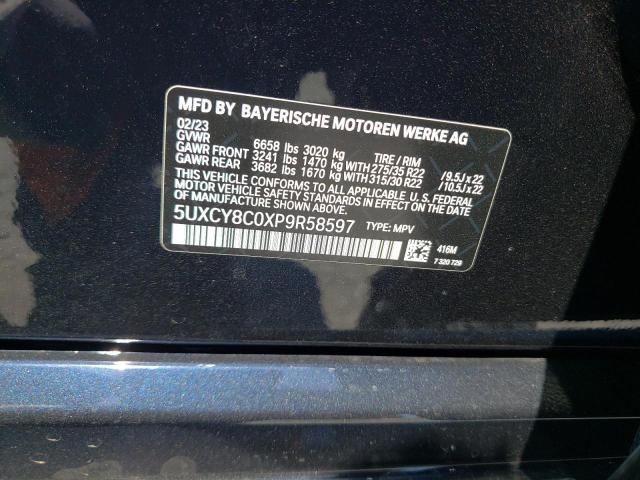 MFD BY BAYERISCHE MOTOREN WERKE AG
02/23
GVWR 6658 lbs 3020 kg TIRE / RIM
GAWR FRONT 3241 lbs 1470 kg WITH 275/35 R22 /9.5J x 22
GAWR REAR 3682 lbs 1670 kg WITH 315/30 R22 /10.5J x 22
THIS VEHICLE CONFORMS TO ALL APPLICABLE U.S. FEDERAL
MOTOR VEHICLE SAFETY STANDARDS IN EFFECT ON THE DATE
OF MANUFACTURE SHOWN ABOVE.
5UXCY8C0XP9R58597 TYPE: MPV
416M
7 320 729